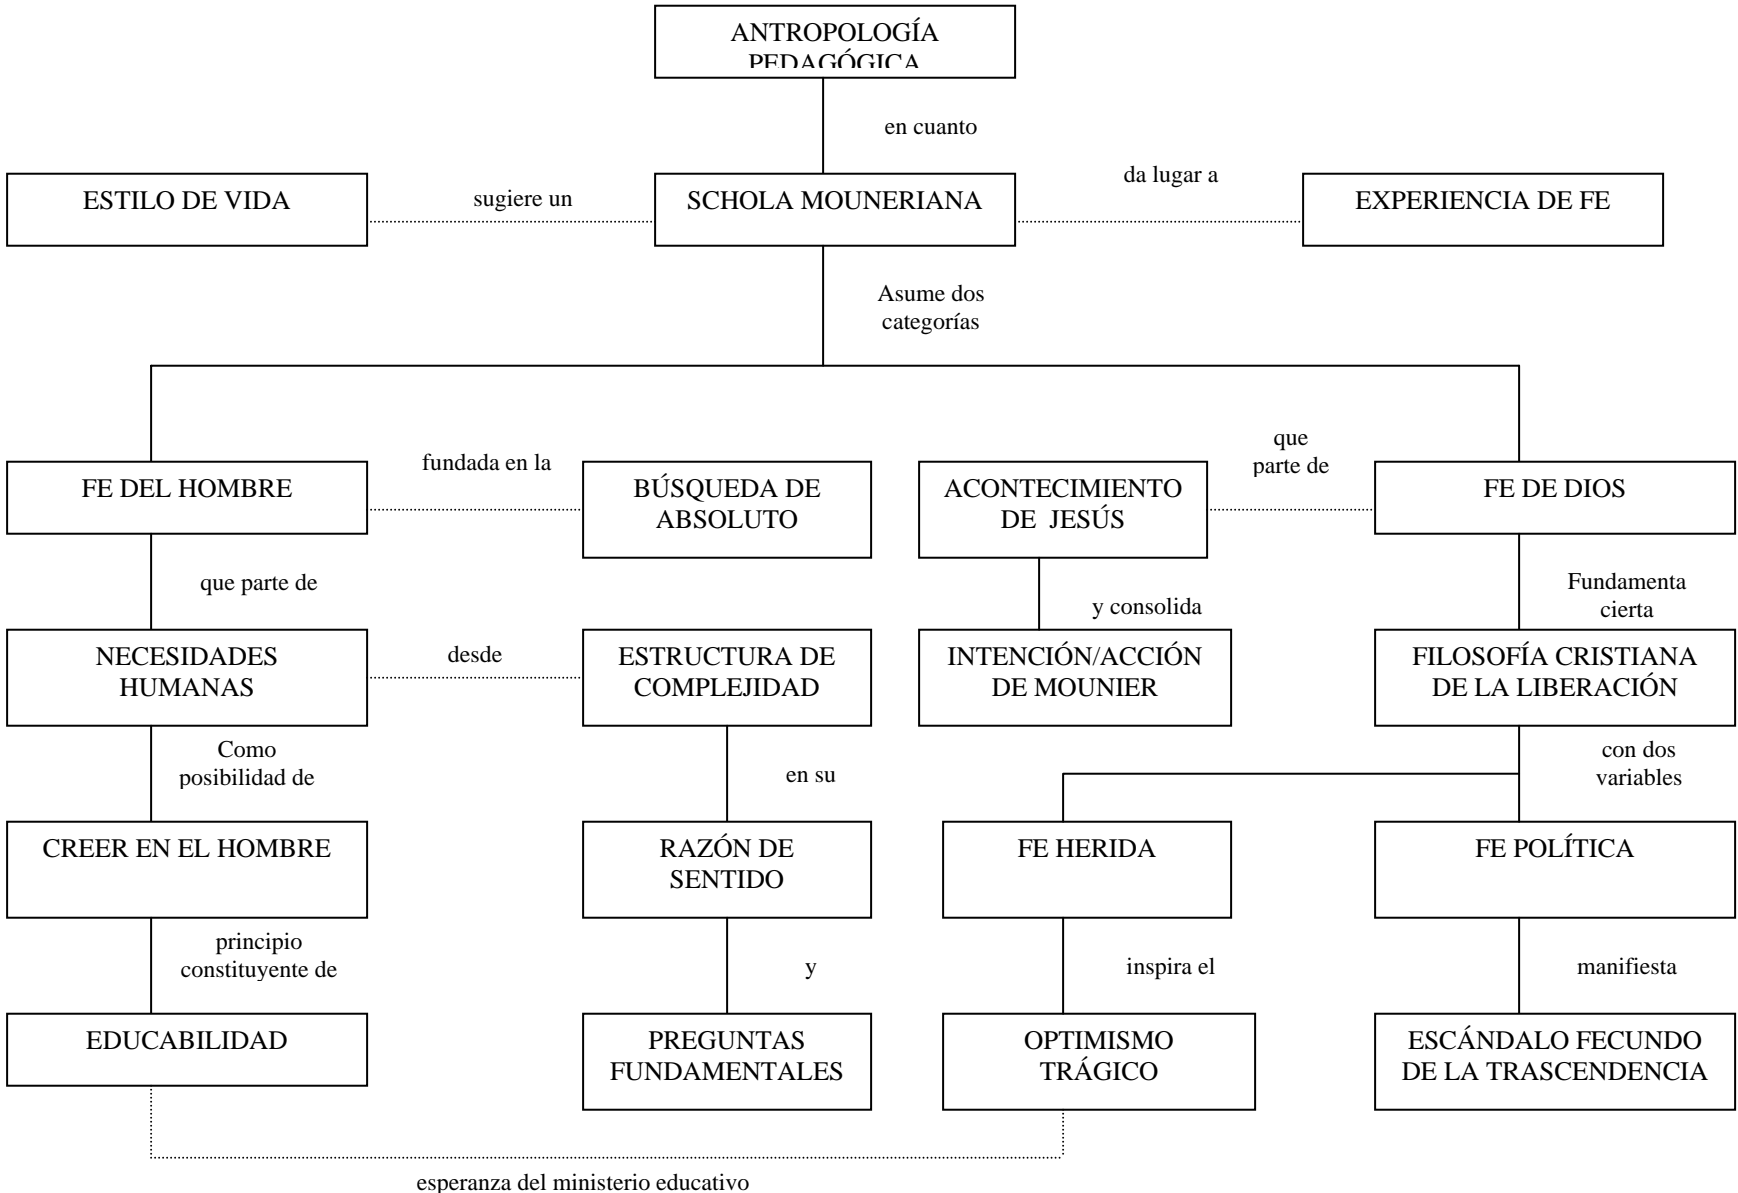 ANTROPOLOGÍA
PEDAGÓGICA
en cuanto
ESTILO DE VIDA
sugiere un
SCHOLA MOUNERIANA
da lugar a
EXPERIENCIA DE FE
Asume dos
categorías
FE DEL HOMBRE
fundada en la
BÚSQUEDA DE
ABSOLUTO
ACONTECIMIENTO
DE JESÚS
que
parte de
FE DE DIOS
que parte de
y consolida
Fundamenta
cierta
NECESIDADES
HUMANAS
desde
ESTRUCTURA DE
COMPLEJIDAD
INTENCIÓN/ACCIÓN
DE MOUNIER
FILOSOFÍA CRISTIANA
DE LA LIBERACIÓN
Como
posibilidad de
en su
con dos
variables
CREER EN EL HOMBRE
RAZÓN DE
SENTIDO
FE HERIDA
FE POLÍTICA
principio
constituyente de
y
inspira el
manifiesta
EDUCABILIDAD
PREGUNTAS
FUNDAMENTALES
OPTIMISMO
TRÁGICO
ESCÁNDALO FECUNDO
DE LA TRASCENDENCIA
esperanza del ministerio educativo